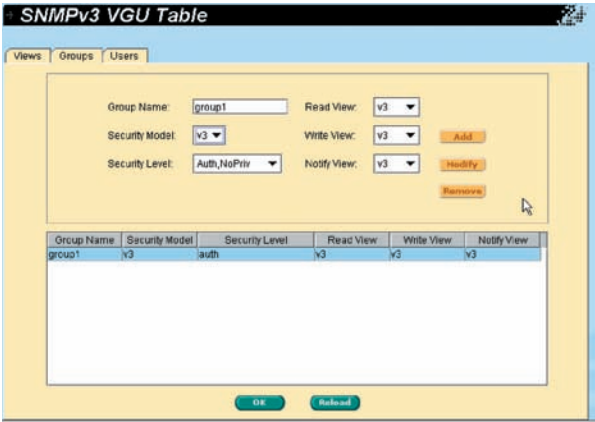 SNMPv3 VGU Table
Views Groups Users
Group Name: group1 Read View: v3
Security Model: v3 Write View: v3 Add
Security Level: Auth,NoPriv Notify View: v3 Modify
Remove
Group Name Security Model Security Level Read View Write View Notify View
group1 v3 auth v3 v3 v3
OK Reload